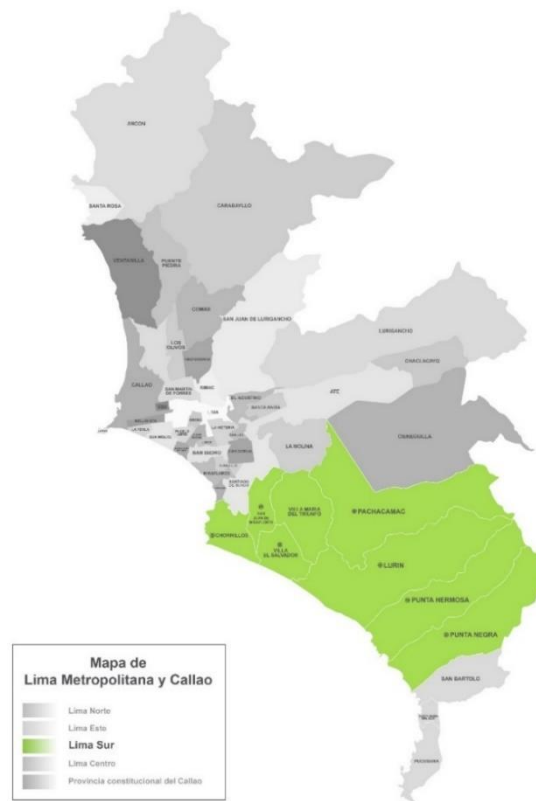 ANCON
CARABAYLLO
SANTA ROSA
VENTANILLA
PUENTE
PIEDRA
COMAS
SAN JUAN DE LURIGANCHO
LURIGANCHO
LOS
OLIVOS
CHACLACAYO
CALLAO
SAN MARTIN
DE PORRES
RIMAC
EL AGUSTINO
ATE
LIMA
CIENEGUILLA
LA MOLINA
SAN ISIDRO
SANTIAGO
DE SURCO
SAN
JUAN DE
MIRAFLORES
VILLA MARIA
DEL TRIUNFO
PACHACAMAC
CHORRILLOS
VILLA
EL SALVADOR
LURIN
PUNTA HERMOSA
PUNTA NEGRA
SAN BARTOLO
PUCUSANA
Mapa de
Lima Metropolitana y Callao
Lima Norte
Lima Este
Lima Sur
Lima Centro
Provincia constitucional del Callao